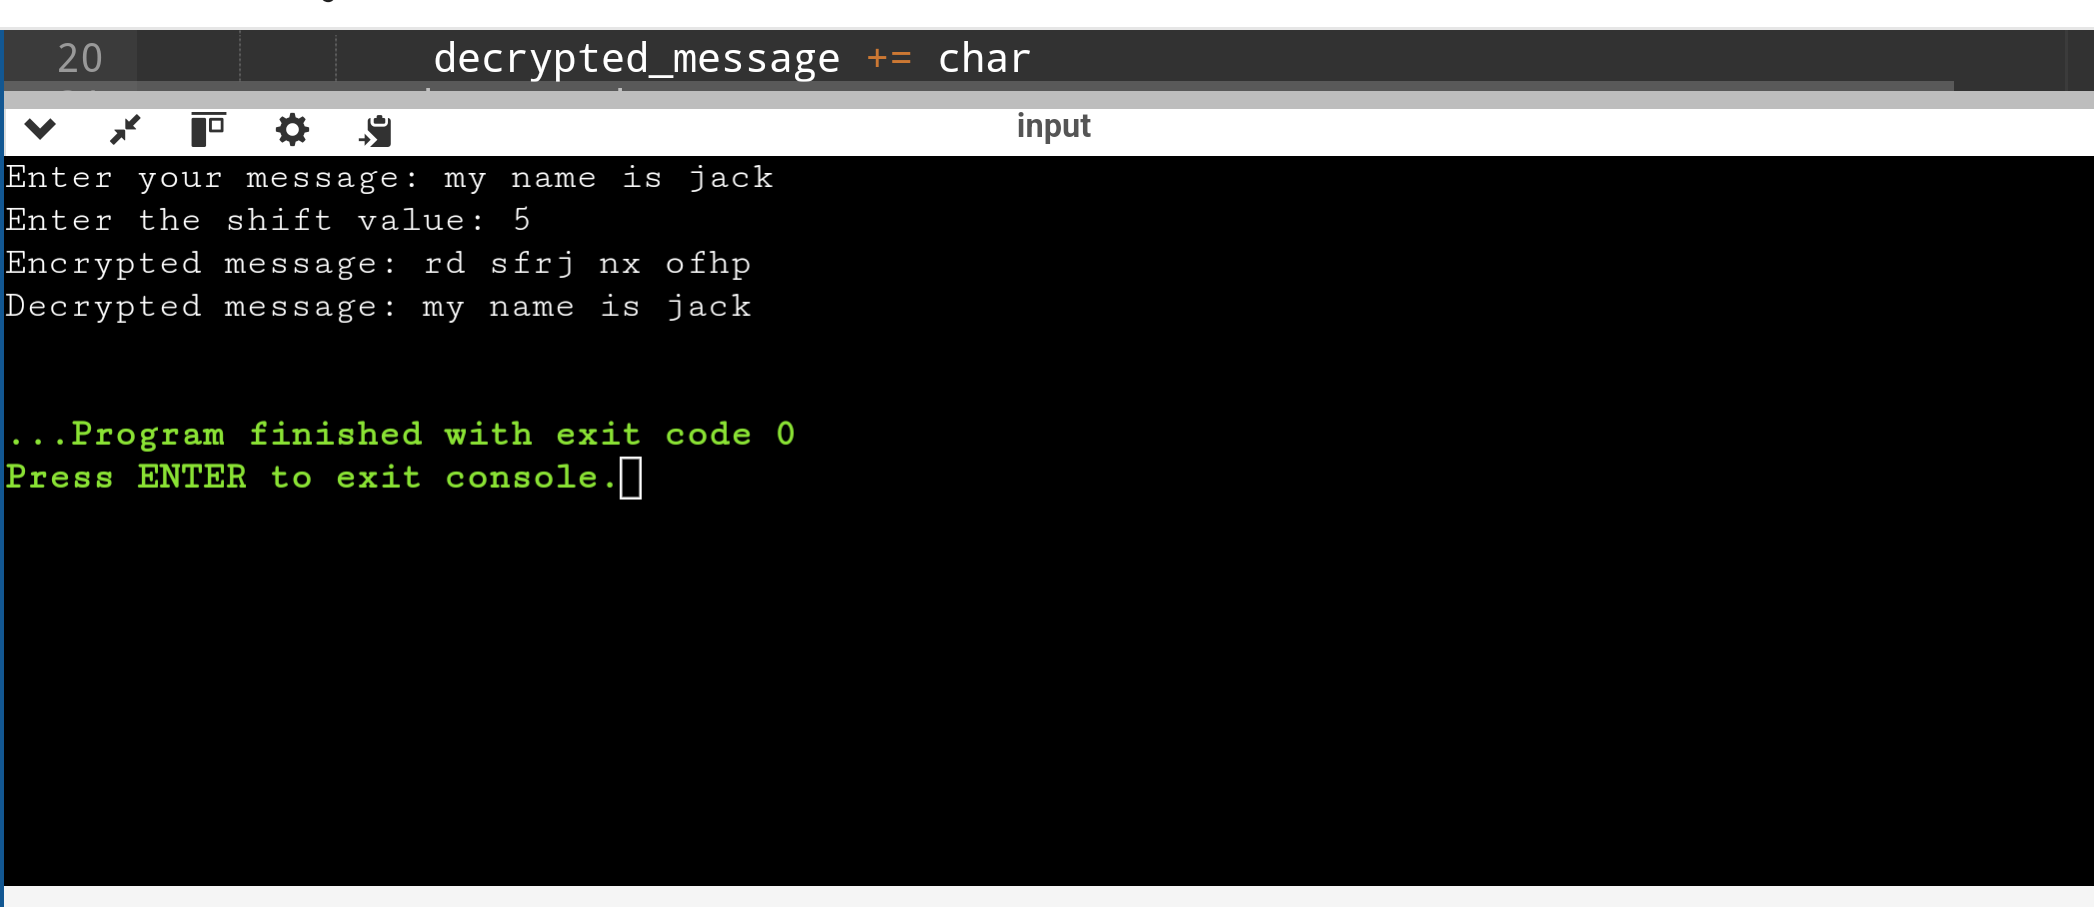 20 decrypted_message += char
input
Enter your message: my name is jack
Enter the shift value: 5
Encrypted message: rd sfrj nx ofhp
Decrypted message: my name is jack
...Program finished with exit code 0
Press ENTER to exit console.